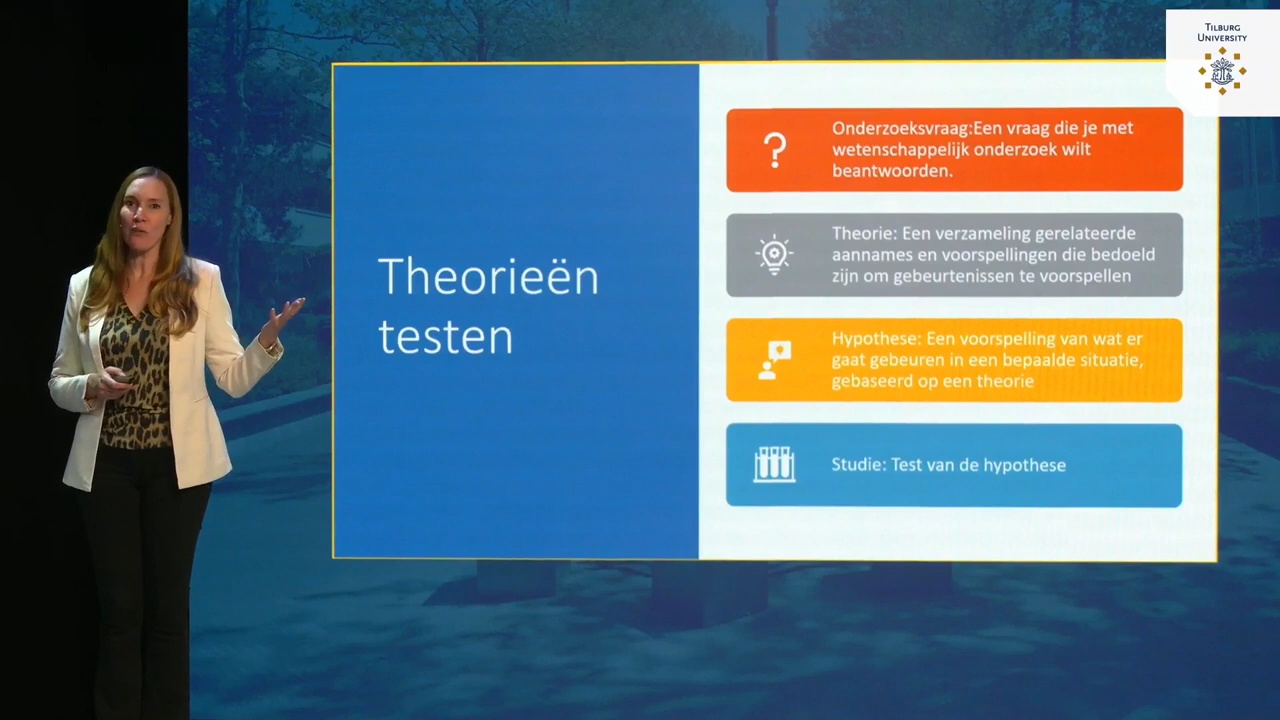 TILBURG
UNIVERSITY
Theorieën
testen
Onderzoeksvraag:Een vraag die je met
wetenschappelijk onderzoek wilt
beantwoorden.
Theorie: Een verzameling gerelateerde
aannames en voorspellingen die bedoeld
zijn om gebeurtenissen te voorspellen
Hypothese: Een voorspelling van wat er
gaat gebeuren in een bepaalde situatie,
gebaseerd op een theorie
Studie: Test van de hypothese